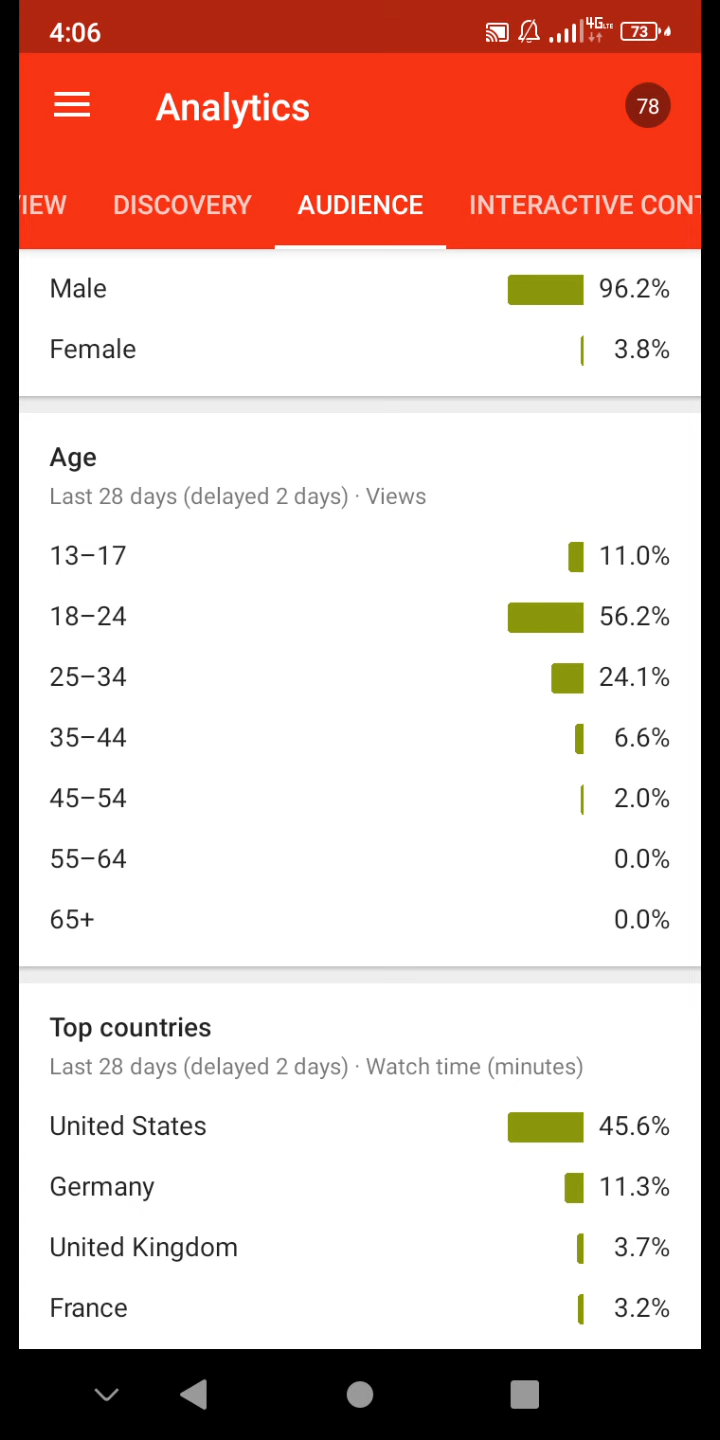 4:06
4G LTE
73
Analytics
78
IEW DISCOVERY AUDIENCE INTERACTIVE CONT
Male 96.2%
Female 3.8%
Age
Last 28 days (delayed 2 days) · Views
13–17 11.0%
18–24 56.2%
25–34 24.1%
35–44 6.6%
45–54 2.0%
55–64 0.0%
65+ 0.0%
Top countries
Last 28 days (delayed 2 days) · Watch time (minutes)
United States 45.6%
Germany 11.3%
United Kingdom 3.7%
France 3.2%